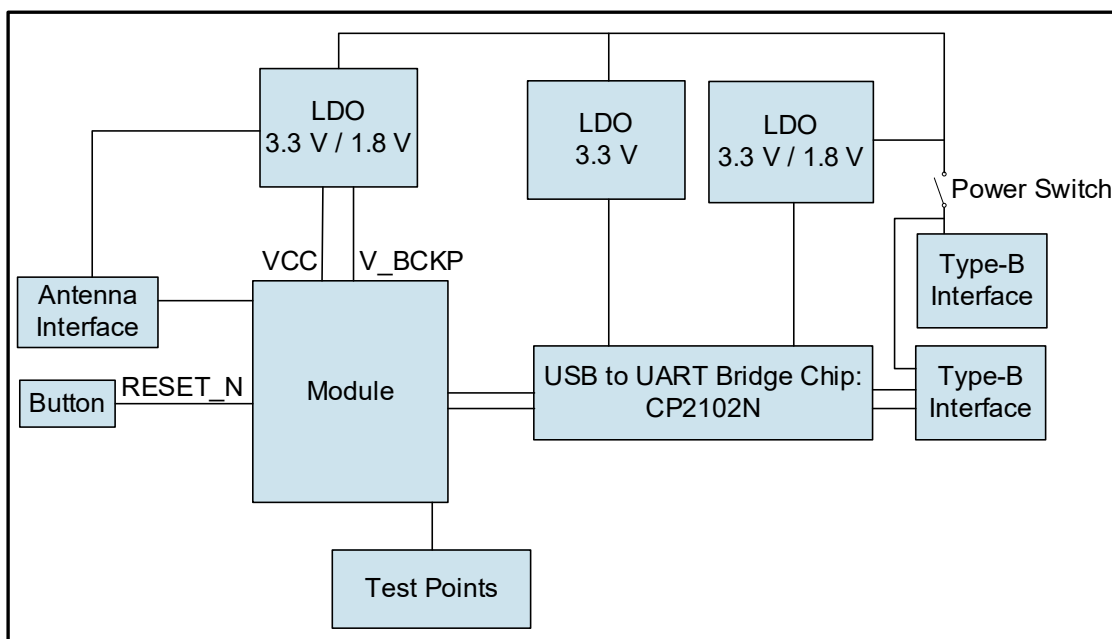 LDO
3.3 V / 1.8 V
LDO
3.3 V
LDO
3.3 V / 1.8 V
Power Switch
VCC
V_BCKP
Type-B
Interface
Antenna
Interface
Module
USB to UART Bridge Chip:
CP2102N
Type-B
Interface
Button
RESET_N
Test Points